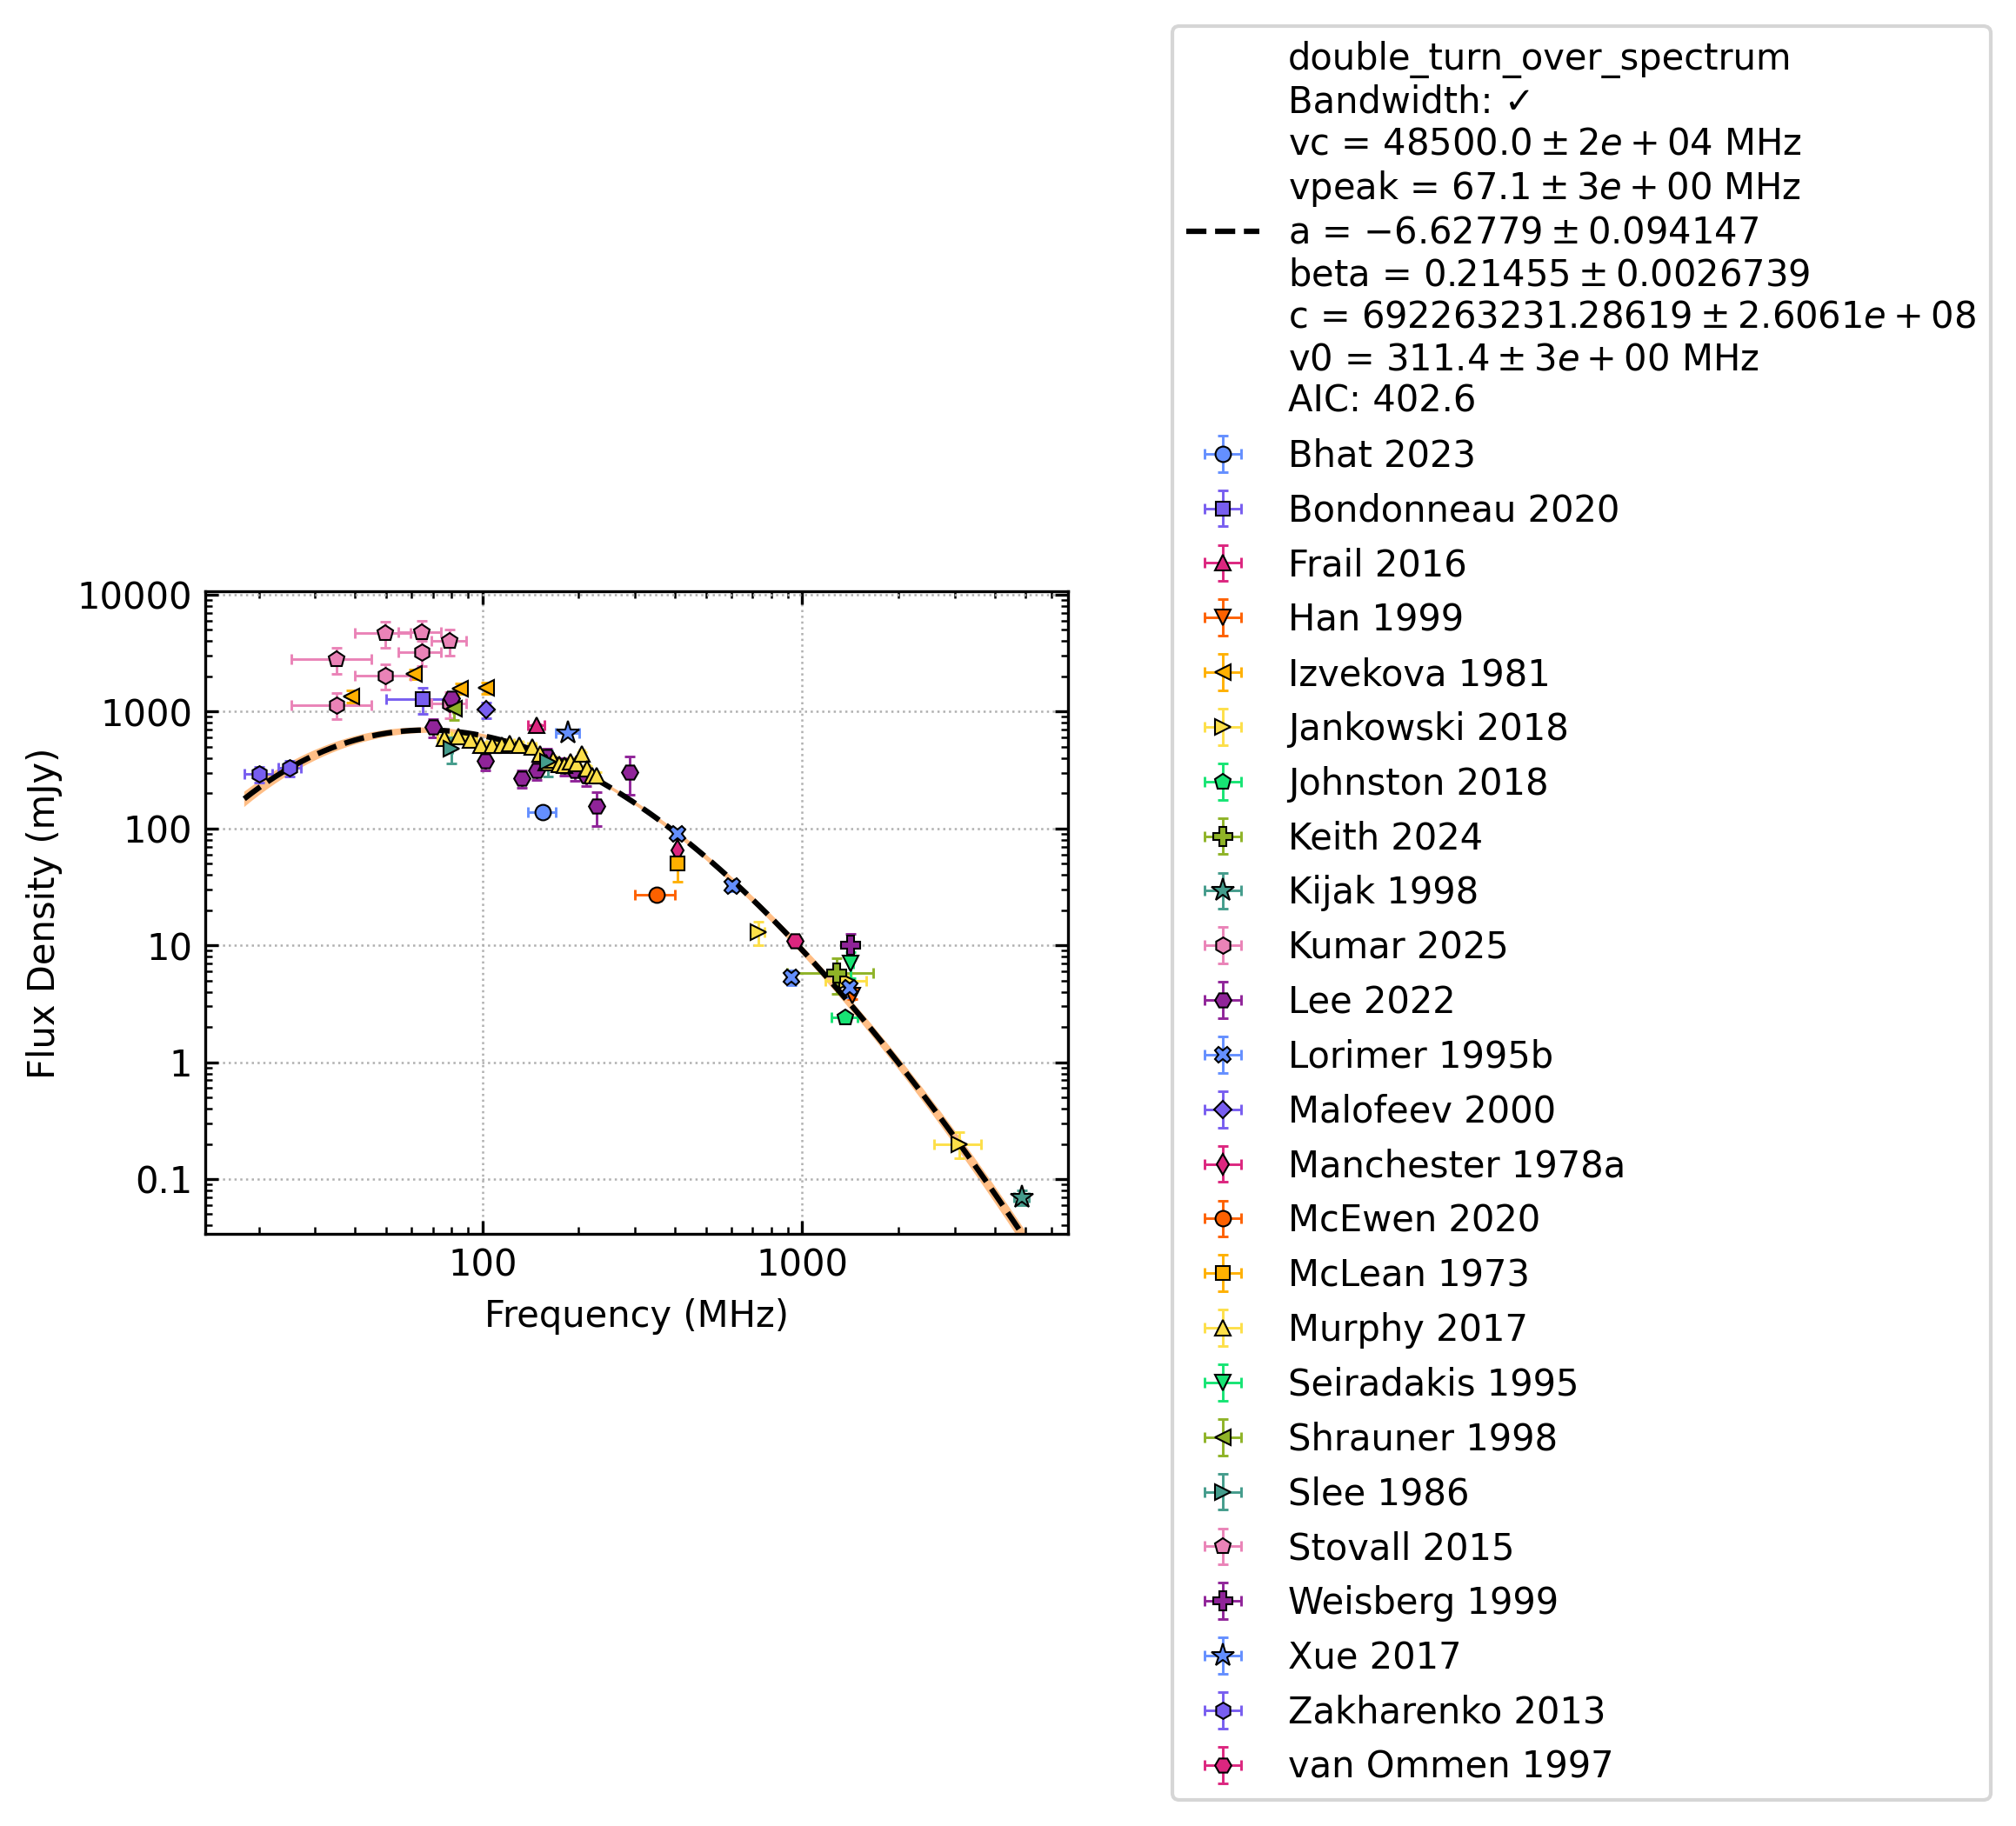 double_turn_over_spectrum
Bandwidth: ✓
vc = 48500.0 ± 2e + 04 MHz
vpeak = 67.1 ± 3e + 00 MHz
a = −6.62779 ± 0.094147
beta = 0.21455 ± 0.0026739
c = 692263231.28619 ± 2.6061e + 08
v0 = 311.4 ± 3e + 00 MHz
AIC: 402.6
Bhat 2023
Bondonneau 2020
Frail 2016
Han 1999
Izvekova 1981
Jankowski 2018
Johnston 2018
Keith 2024
Kijak 1998
Kumar 2025
Lee 2022
Lorimer 1995b
Malofeev 2000
Manchester 1978a
McEwen 2020
McLean 1973
Murphy 2017
Seiradakis 1995
Shrauner 1998
Slee 1986
Stovall 2015
Weisberg 1999
Xue 2017
Zakharenko 2013
van Ommen 1997
10000
1000
100
10
1
0.1
Flux Density (mJy)
100
1000
Frequency (MHz)